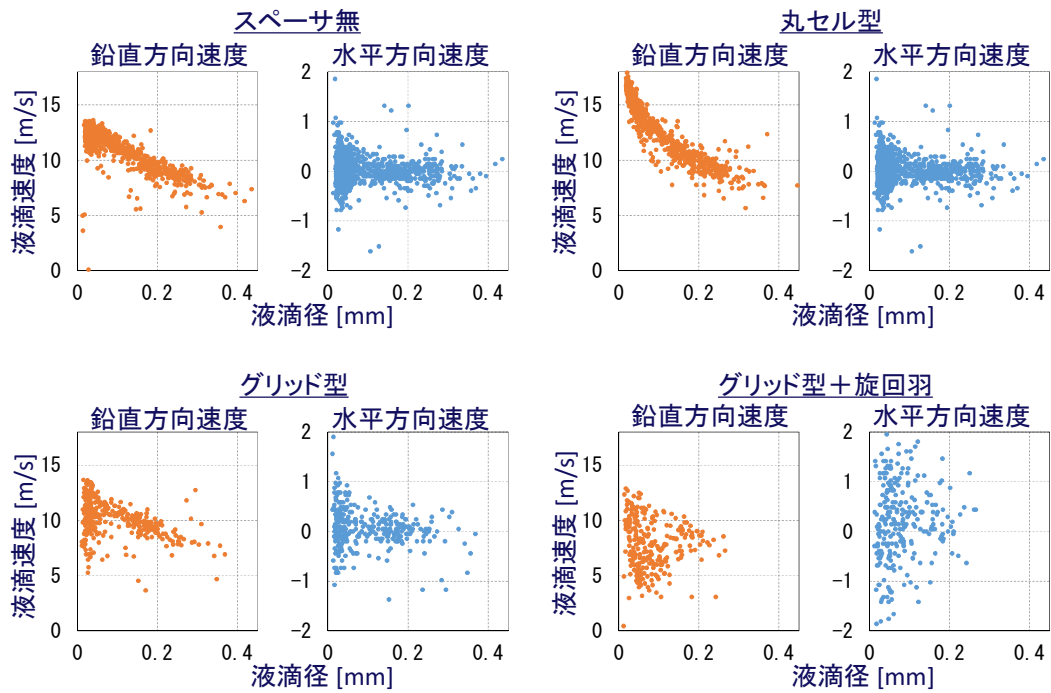 スペーサ無
鉛直方向速度
水平方向速度
液滴速度 [m/s]
15
10
5
0
2
1
0
-1
-2
0 0.2 0.4
0 0.2 0.4
液滴径 [mm]
丸セル型
鉛直方向速度
水平方向速度
液滴速度 [m/s]
15
10
5
0
2
1
0
-1
-2
0 0.2 0.4
0 0.2 0.4
液滴径 [mm]
グリッド型
鉛直方向速度
水平方向速度
液滴速度 [m/s]
15
10
5
0
2
1
0
-1
-2
0 0.2 0.4
0 0.2 0.4
液滴径 [mm]
グリッド型+旋回羽
鉛直方向速度
水平方向速度
液滴速度 [m/s]
15
10
5
0
2
1
0
-1
-2
0 0.2 0.4
0 0.2 0.4
液滴径 [mm]